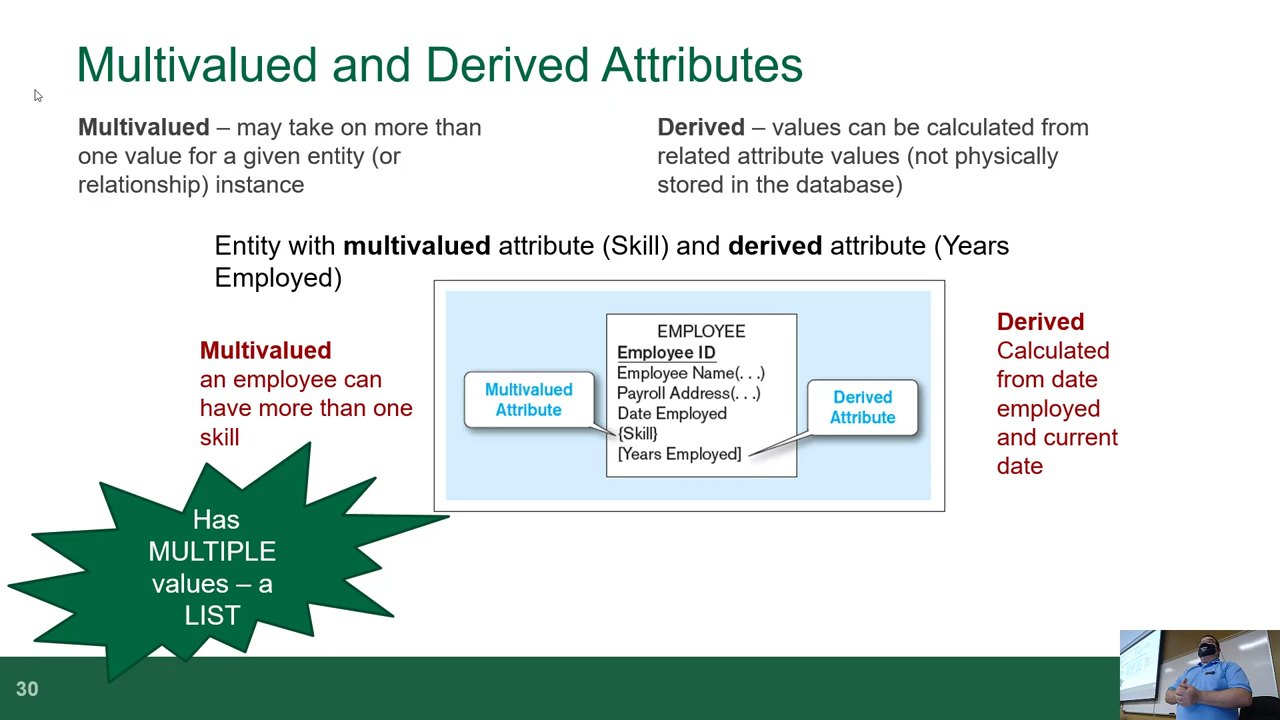 Multivalued and Derived Attributes
Multivalued – may take on more than
one value for a given entity (or
relationship) instance
Derived – values can be calculated from
related attribute values (not physically
stored in the database)
Entity with multivalued attribute (Skill) and derived attribute (Years
Employed)
Multivalued
an employee can
have more than one
skill
Multivalued
Attribute
EMPLOYEE
Employee ID
Employee Name(. . .)
Payroll Address(. . .)
Date Employed
{Skill}
[Years Employed]
Derived
Attribute
Derived
Calculated
from date
employed
and current
date
Has
MULTIPLE
values – a
LIST
30